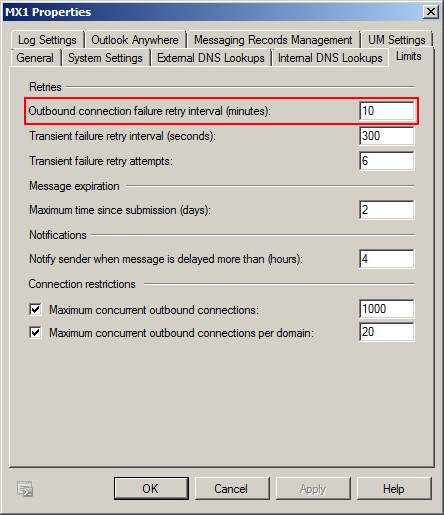 MX1 Properties
Log Settings Outlook Anywhere Messaging Records Management UM Settings
General System Settings External DNS Lookups Internal DNS Lookups Limits
Retries
Outbound connection failure retry interval (minutes): 10
Transient failure retry interval (seconds): 300
Transient failure retry attempts: 6
Message expiration
Maximum time since submission (days): 2
Notifications
Notify sender when message is delayed more than (hours): 4
Connection restrictions
Maximum concurrent outbound connections: 1000
Maximum concurrent outbound connections per domain: 20
OK Cancel Apply Help